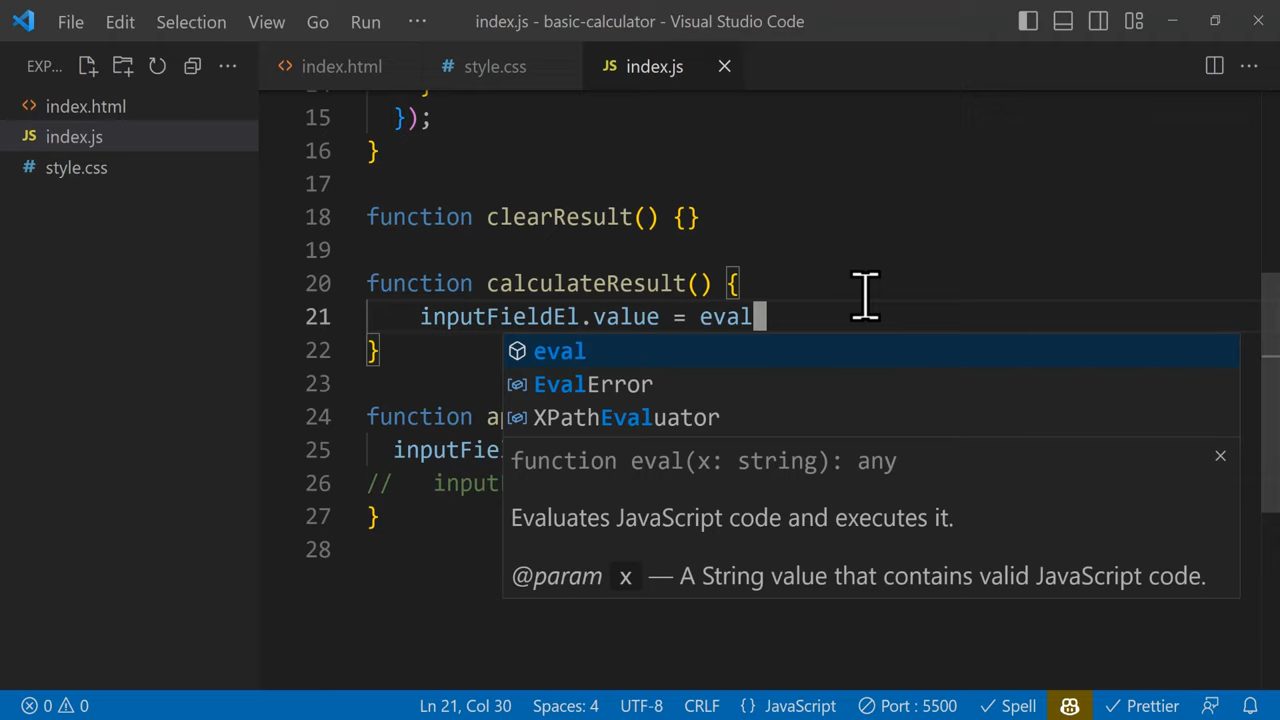 File Edit Selection View Go Run ··· index.js - basic-calculator - Visual Studio Code
EXP... ··· index.html style.css JS index.js
index.html
JS index.js
# style.css
15 });
16 }
17
18 function clearResult() {}
19
20 function calculateResult() {
21 inputFieldEl.value = eval
22 }
eval
23
EvalError
24 function a
XPathEvaluator
25 inputFie
function eval(x: string): any
26 // input
27 }
Evaluates JavaScript code and executes it.
28
@param x — A String value that contains valid JavaScript code.
0 0 Ln 21, Col 30 Spaces: 4 UTF-8 CRLF {} JavaScript Port : 5500 Spell Prettier